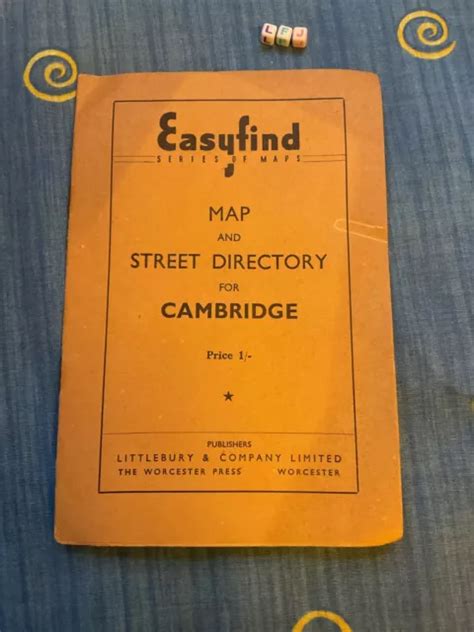 LFJ
Easyfind
SERIES OF MAPS
MAP
AND
STREET DIRECTORY
FOR
CAMBRIDGE
Price 1/-
PUBLISHERS
LITTLEBURY & COMPANY LIMITED
THE WORCESTER PRESS WORCESTER